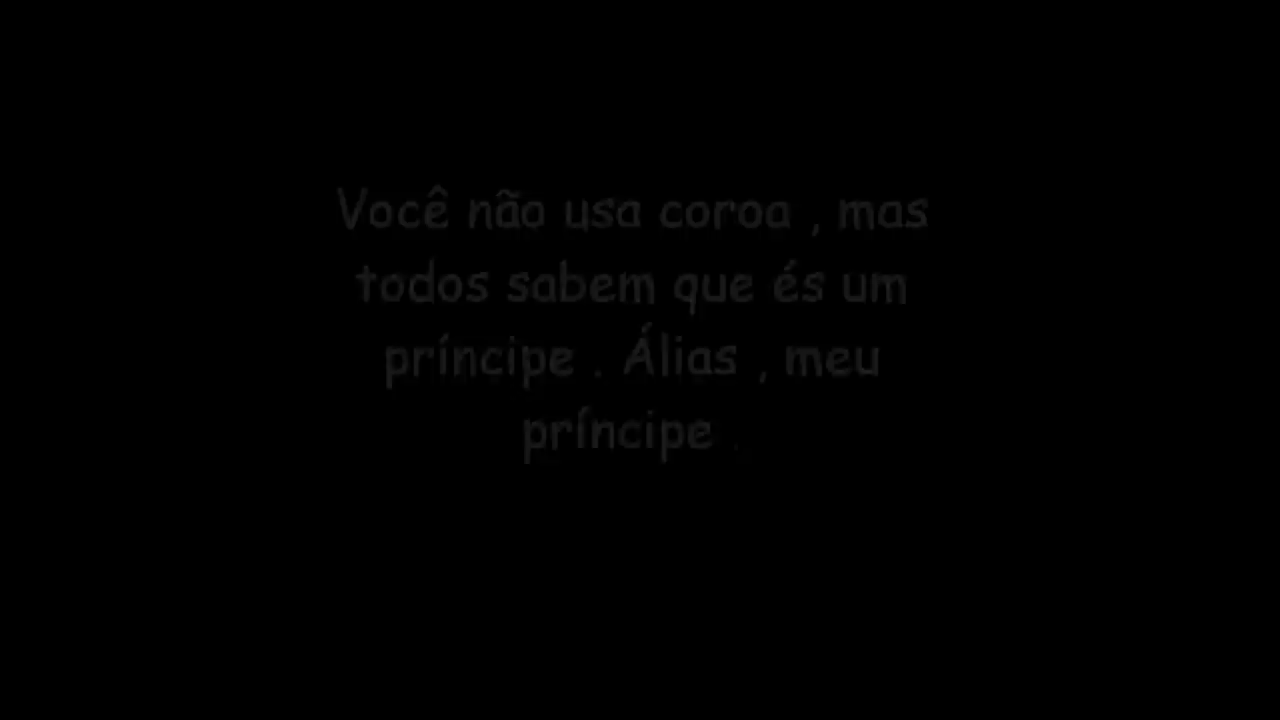 Você não usa coroa , mas
todos sabem que és um
príncipe . Álias , meu
príncipe .